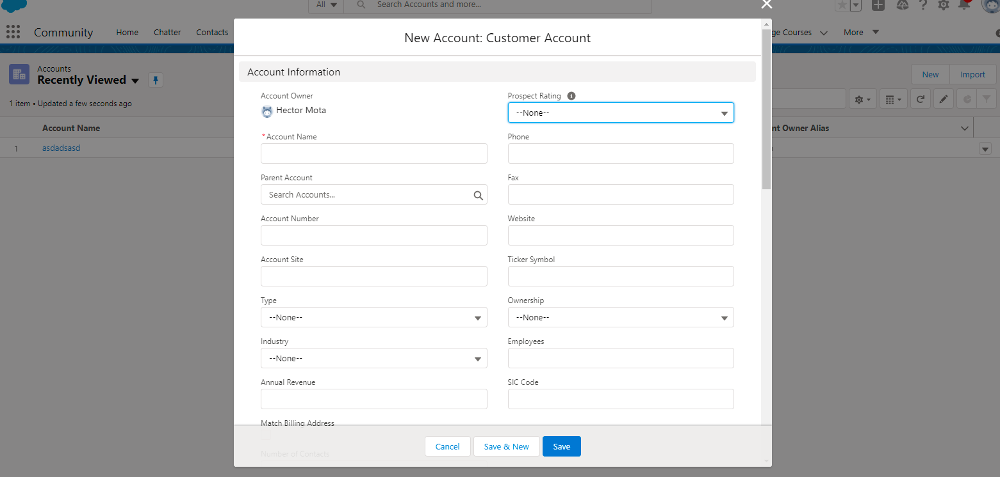 All
Search Accounts and more...
Community
Home
Chatter
Contacts
ge Courses
More
New Account: Customer Account
Accounts
Recently Viewed
New
Import
1 item • Updated a few seconds ago
Account Name
nt Owner Alias
1
asdadsasd
Account Information
Account Owner
Hector Mota
Prospect Rating
--None--
*Account Name
Phone
Parent Account
Search Accounts...
Fax
Account Number
Website
Account Site
Ticker Symbol
Type
--None--
Ownership
--None--
Industry
--None--
Employees
Annual Revenue
SIC Code
Match Billing Address
Number of Contacts
Cancel
Save & New
Save